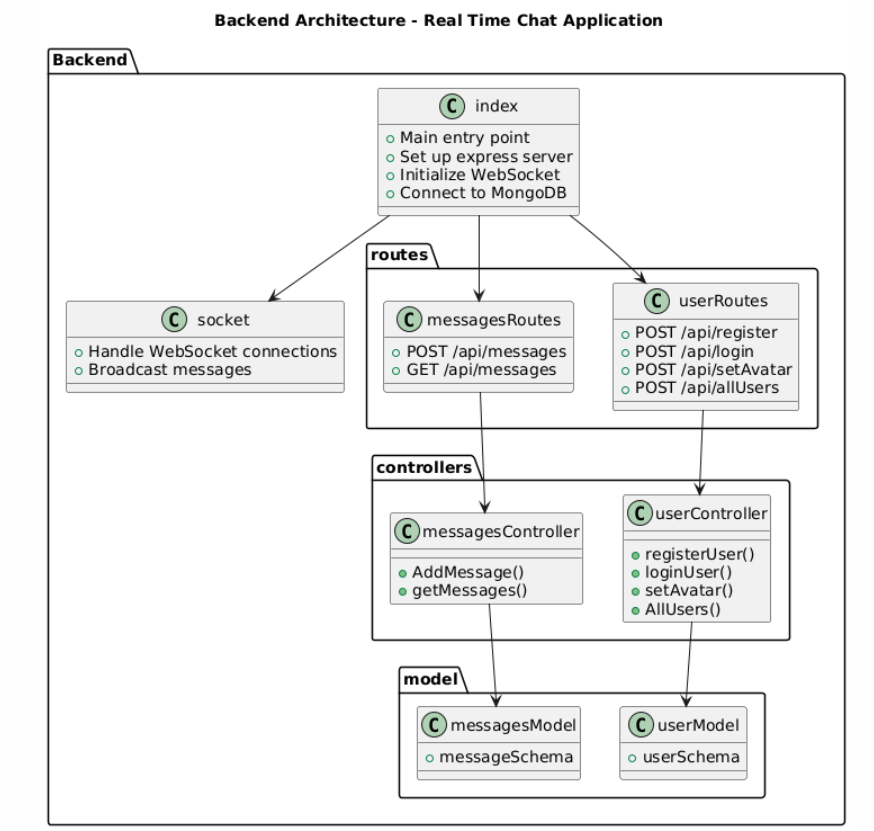 Backend Architecture - Real Time Chat Application
Backend
C index
Main entry point
Set up express server
Initialize WebSocket
Connect to MongoDB
routes
C socket
Handle WebSocket connections
Broadcast messages
C messagesRoutes
POST /api/messages
GET /api/messages
C userRoutes
POST /api/register
POST /api/login
POST /api/setAvatar
POST /api/allUsers
controllers
C messagesController
AddMessage()
getMessages()
C userController
registerUser()
loginUser()
setAvatar()
AllUsers()
model
C messagesModel
messageSchema
C userModel
userSchema